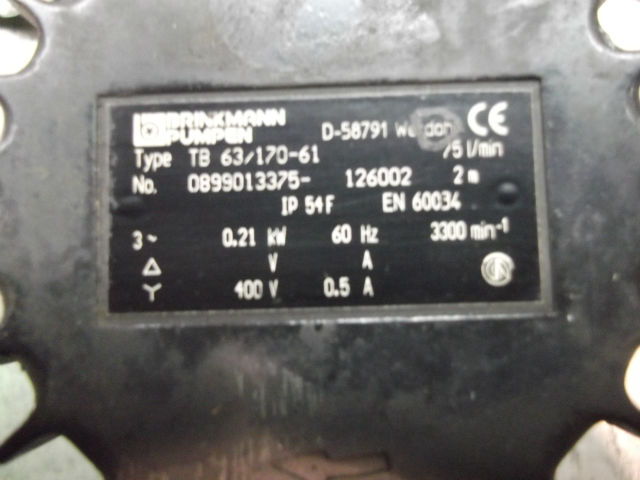 BRINKMANN
PUMPEN
D-58791 CE
Type TB 63/170-61 75 l/min
No. 0899013375- 126002 2 m
IP 54F EN 60034
3~ 0.21 kW 60 Hz 3300 min⁻¹
Δ V A
Y 400 V 0.5 A